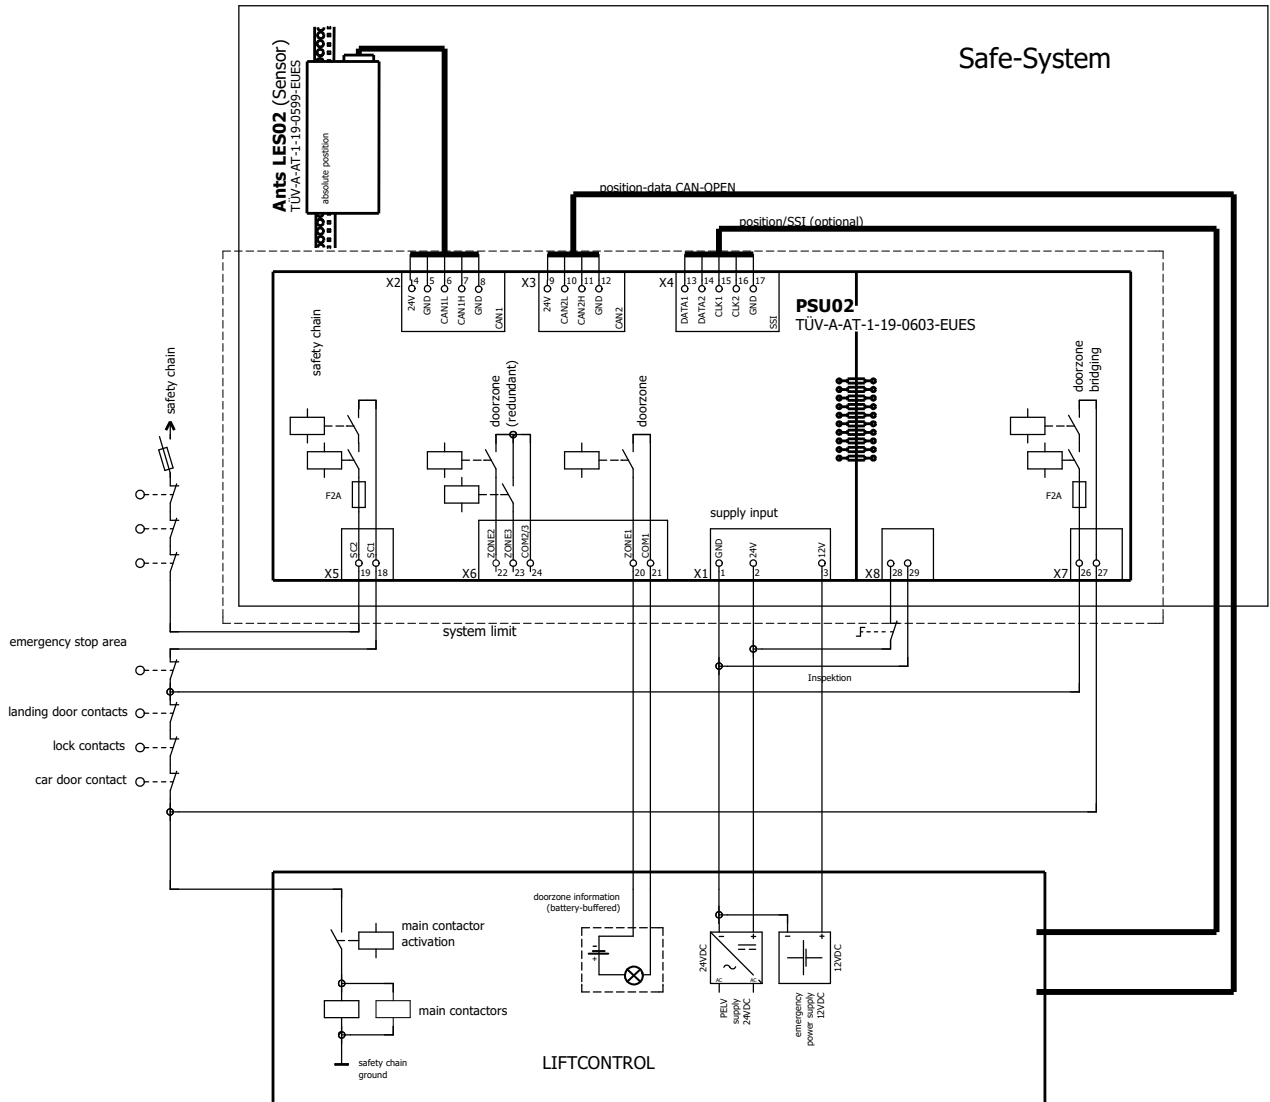 Safe-System
Ants LES02 (Sensor)
TÜV-A-AT-1-19-0599-EUES
absolute postition
position-data CAN-OPEN
position/SSI (optional)
X2
4
5
6
7
8
24V
GND
CAN1L
CAN1H
GND
CAN1
X3
9
10
11
12
24V
CAN2L
CAN2H
GND
CAN2
X4
13
14
15
16
17
DATA1
DATA2
CLK1
CLK2
GND
SSI
PSU02
TÜV-A-AT-1-19-0603-EUES
safety chain
safety chain
doorzone
(redundant)
doorzone
doorzone
bridging
F2A
F2A
supply input
SC2
SC1
X5
19
18
ZONE2
ZONE3
COM2/3
ZONE1
COM1
X6
22
23
24
20
21
GND
24V
12V
X1
1
2
3
X8
28
29
X7
26
27
system limit
emergency stop area
Inspektion
landing door contacts
lock contacts
car door contact
doorzone information
(battery-buffered)
main contactor
activation
-
+
-
+
-
+
24VDC
12VDC
AC
AC
PELV
supply
24VDC
emergency
power supply
12VDC
main contactors
safety chain
ground
LIFTCONTROL